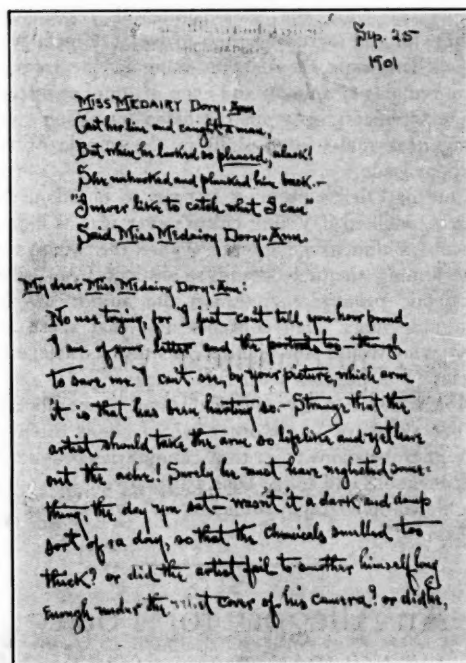 Sep. 25
1901
Miss Medairy Dory-Ann
Cast her line and caught a man,
But when he looked so pleased, alack!
She unhooked and plunked him back.—
"I never like to catch what I can"
Said Miss Medairy Dory-Ann.
My dear Miss Medairy Dory-Ann:
No use trying, for I just can't tell you how proud
I am of your letter and the portrait too—though
to save me I can't see, by your picture, which arm
it is that has been hurting so.—Strange that the
artist should take the arm so lifelike and yet leave
out the ache! Surely he must have neglected some-
thing, the day you sat—wasn't it a dark and damp
sort of a day, so that the chemicals smelled too
thick? or did the artist fail to smother himself long
enough under the cover of his camera? or did he,